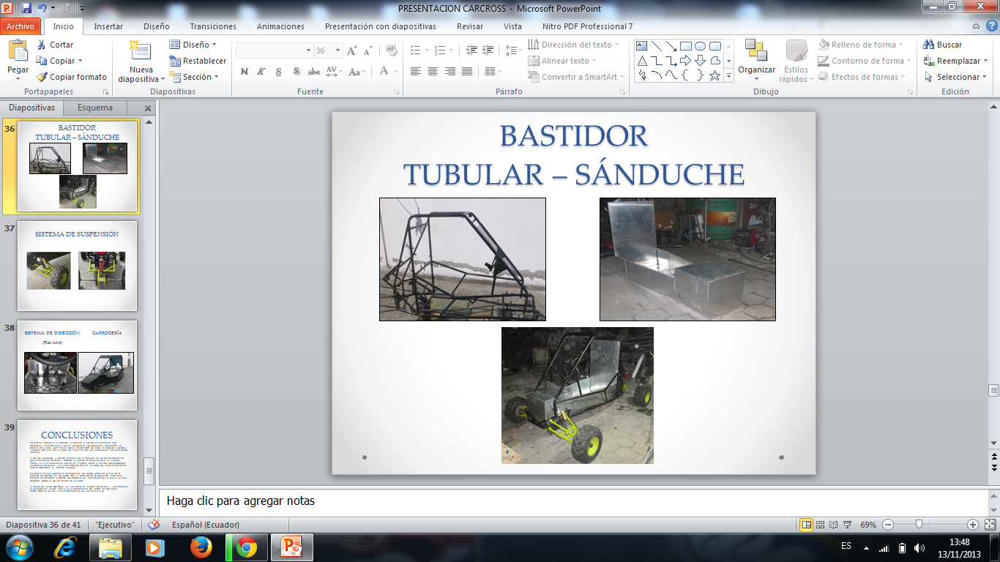 PRESENTACION CARCROSS - Microsoft PowerPoint
Archivo Inicio Insertar Diseño Transiciones Animaciones Presentación con diapositivas Revisar Vista Nitro PDF Professional 7
Pegar
Cortar
Copiar
Copiar formato
Portapapeles
Nueva
diapositiva
Diseño
Restablecer
Sección
Diapositivas
36
N K S S abc AV Aa A
Fuente
Dirección del texto
Alinear texto
Convertir a SmartArt
Párrafo
Organizar
Estilos
rápidos
Relleno de forma
Contorno de forma
Efectos de formas
Dibujo
Buscar
Reemplazar
Seleccionar
Edición
Diapositivas Esquema
36
BASTIDOR
TUBULAR – SÁNDUCHE
37
SISTEMA DE SUSPENSIÓN
38
SISTEMA DE DIRECCIÓN CARROCERÍA
(Fiat uno)
39
CONCLUSIONES
BASTIDOR
TUBULAR – SÁNDUCHE
Haga clic para agregar notas
Diapositiva 36 de 41 "Ejecutivo" Español (Ecuador) 69%
ES
13:48
13/11/2013